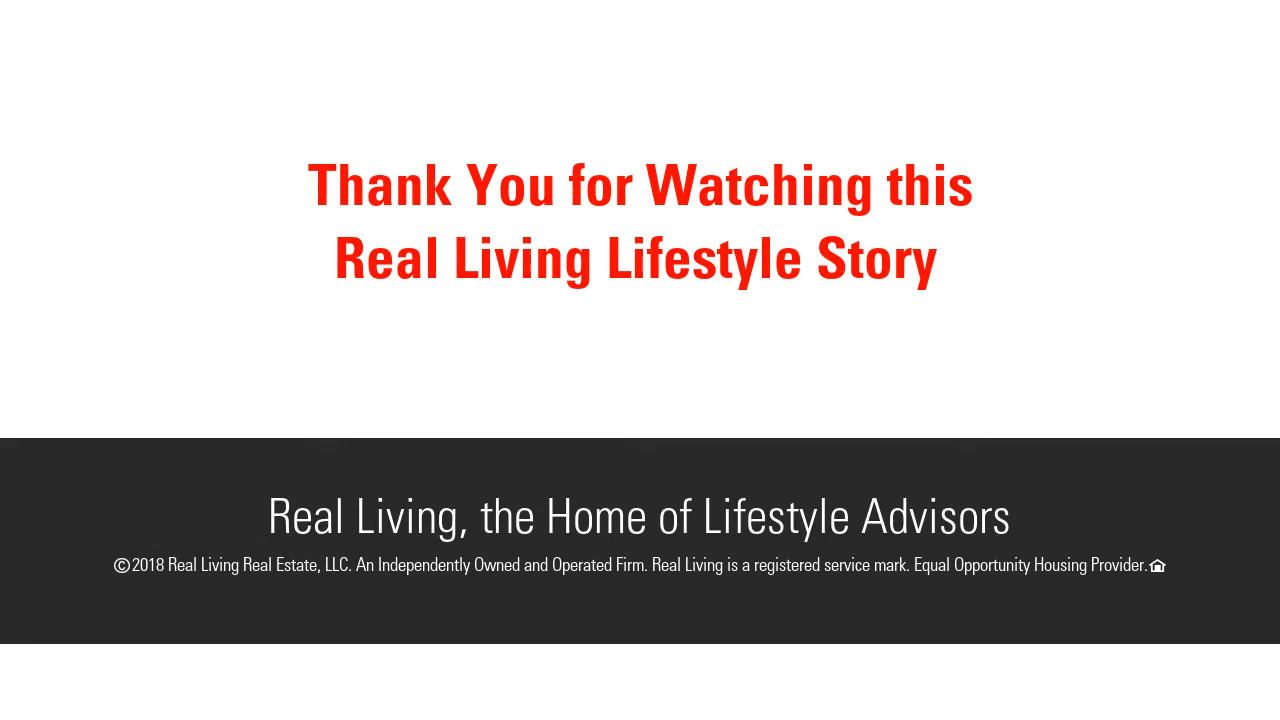 Thank You for Watching this
Real Living Lifestyle Story
Real Living, the Home of Lifestyle Advisors
©2018 Real Living Real Estate, LLC. An Independently Owned and Operated Firm. Real Living is a registered service mark. Equal Opportunity Housing Provider.